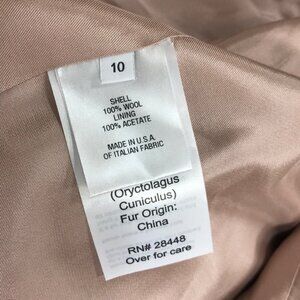 10
SHELL
100% WOOL
LINING
100% ACETATE
MADE IN U.S.A.
OF ITALIAN FABRIC
(Oryctolagus
Cuniculus)
Fur Origin:
China
RN# 28448
Over for care